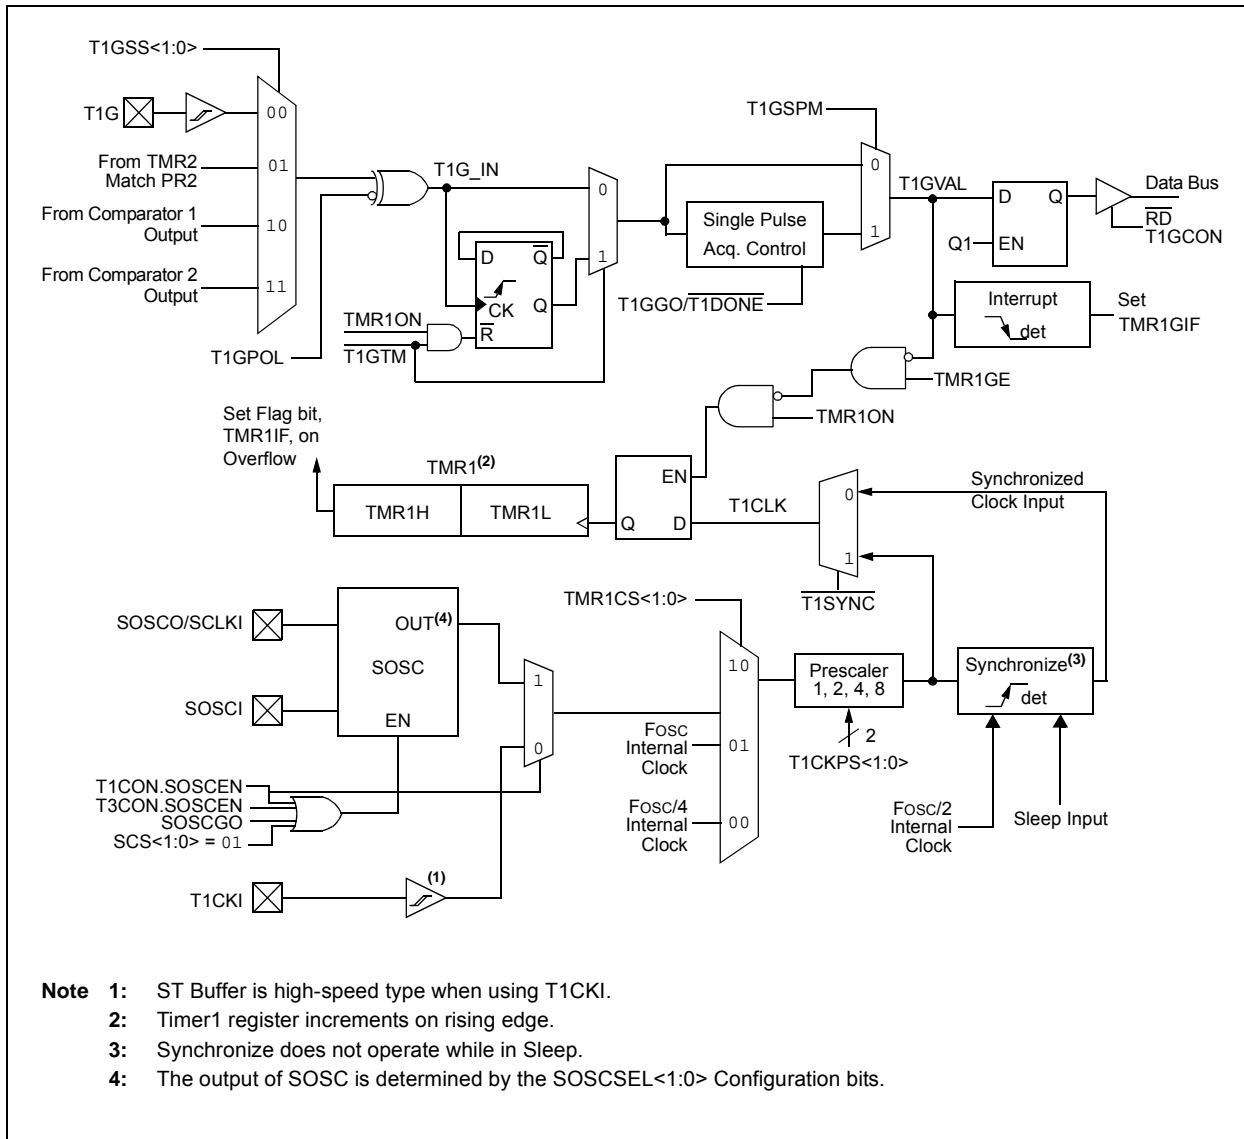 T1GSS<1:0>
T1G
00
From TMR2
Match PR2
01
From Comparator 1
Output
10
From Comparator 2
Output
11
T1GPOL
T1G_IN
0
1
D
Q
CK
Q
R
TMR1ON
T1GTM
T1GSPM
Single Pulse
Acq. Control
T1GGO/T1DONE
0
1
T1GVAL
D
Q
Q1
EN
Data Bus
RD
T1GCON
Interrupt
det
Set
TMR1GIF
TMR1GE
TMR1ON
Set Flag bit,
TMR1IF, on
Overflow
TMR1(2)
TMR1H
TMR1L
EN
Q
D
T1CLK
0
1
T1SYNC
Synchronized
Clock Input
SOSCO/SCLKI
OUT(4)
SOSC
SOSCI
EN
1
0
T1CON.SOSCEN
T3CON.SOSCEN
SOSCGO
SCS<1:0> = 01
T1CKI
(1)
TMR1CS<1:0>
10
FOSC
Internal
Clock
01
FOSC/4
Internal
Clock
00
Prescaler
1, 2, 4, 8
2
T1CKPS<1:0>
Synchronize(3)
det
FOSC/2
Internal
Clock
Sleep Input
Note 1: ST Buffer is high-speed type when using T1CKI.
2: Timer1 register increments on rising edge.
3: Synchronize does not operate while in Sleep.
4: The output of SOSC is determined by the SOSCSEL<1:0> Configuration bits.